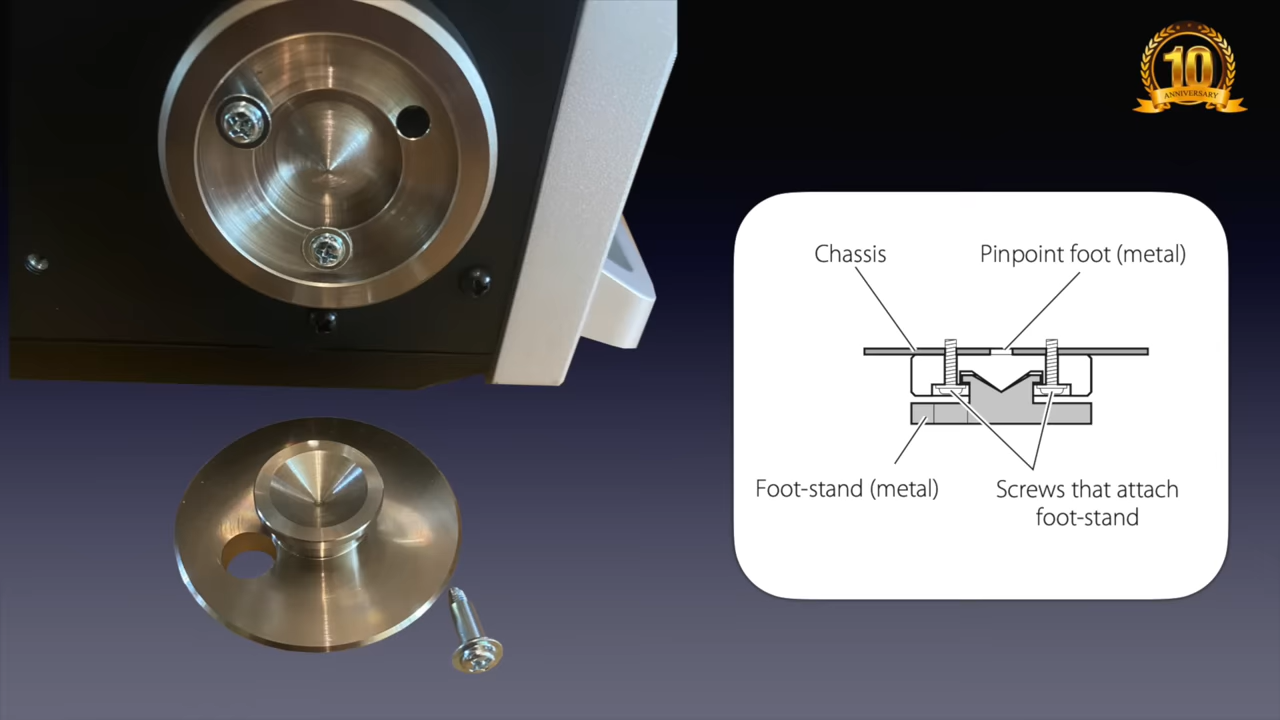 10
ANNIVERSARY
Chassis
Pinpoint foot (metal)
Foot-stand (metal)
Screws that attach
foot-stand